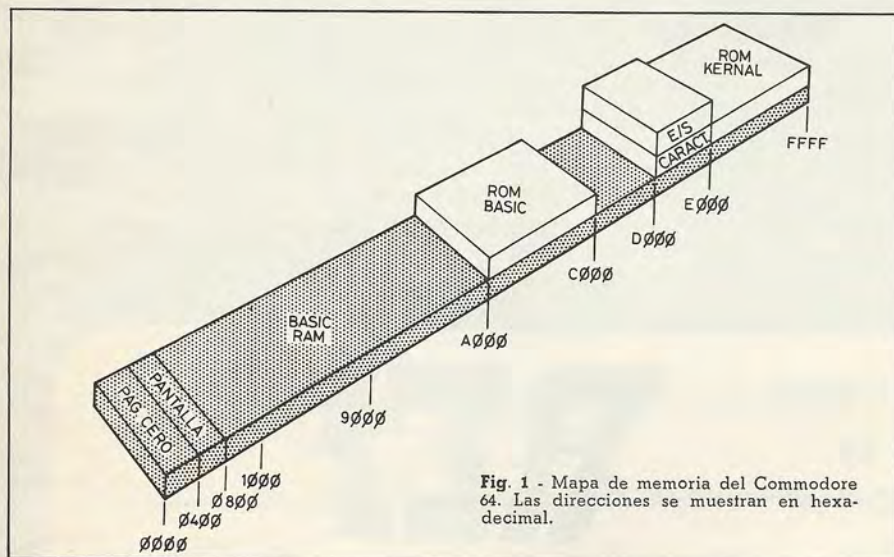 ROM
KERNAL
E/S
CARACT.
FFFF
ROM
BASIC
EØØØ
DØØØ
CØØØ
BASIC
RAM
AØØØ
PANTALLA
PAG. CERO
9ØØØ
1ØØØ
Ø8ØØ
Ø4ØØ
ØØØØ
Fig. 1 - Mapa de memoria del Commodore
64. Las direcciones se muestran en hexa-
decimal.